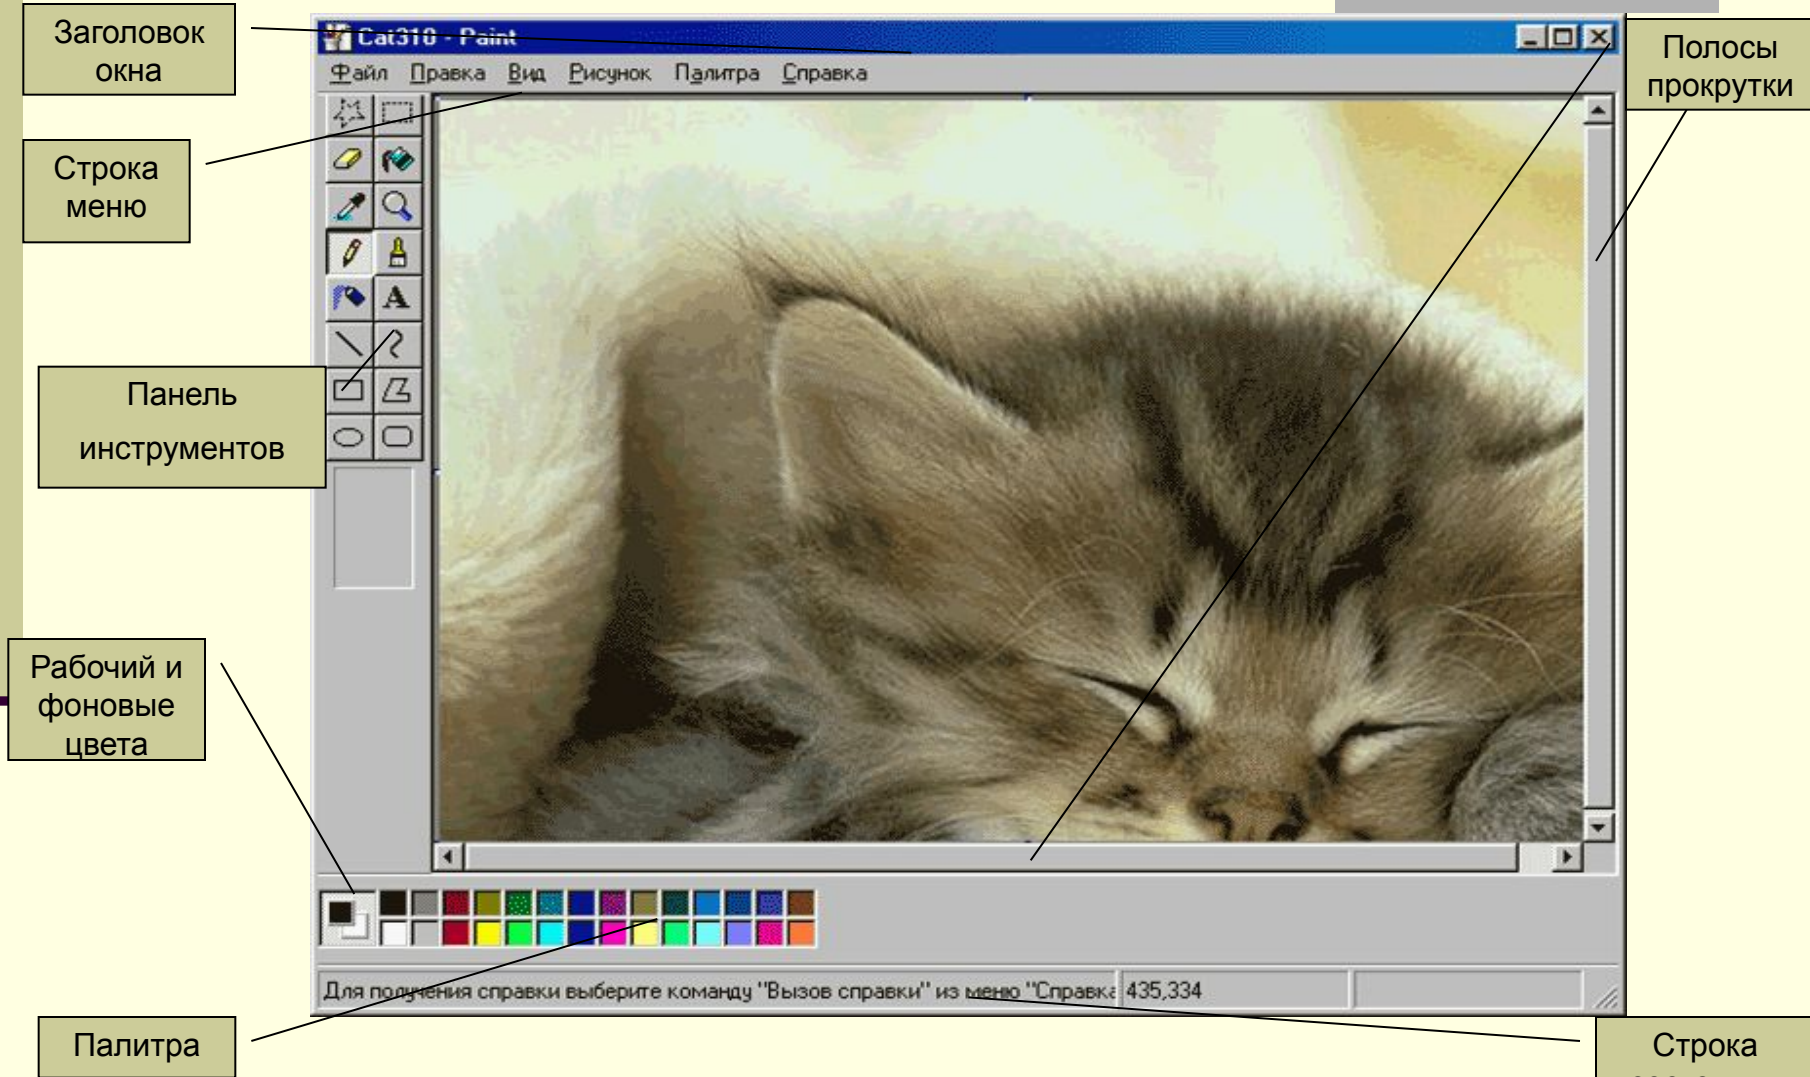 Заголовок
окна
Cat310 - Paint
Полосы
прокрутки
Файл Правка Вид Рисунок Палитра Справка
Строка
меню
A
Панель
инструментов
Рабочий и
фоновые
цвета
Для получения справки выберите команду "Вызов справки" из меню "Справка
435,334
Палитра
Строка